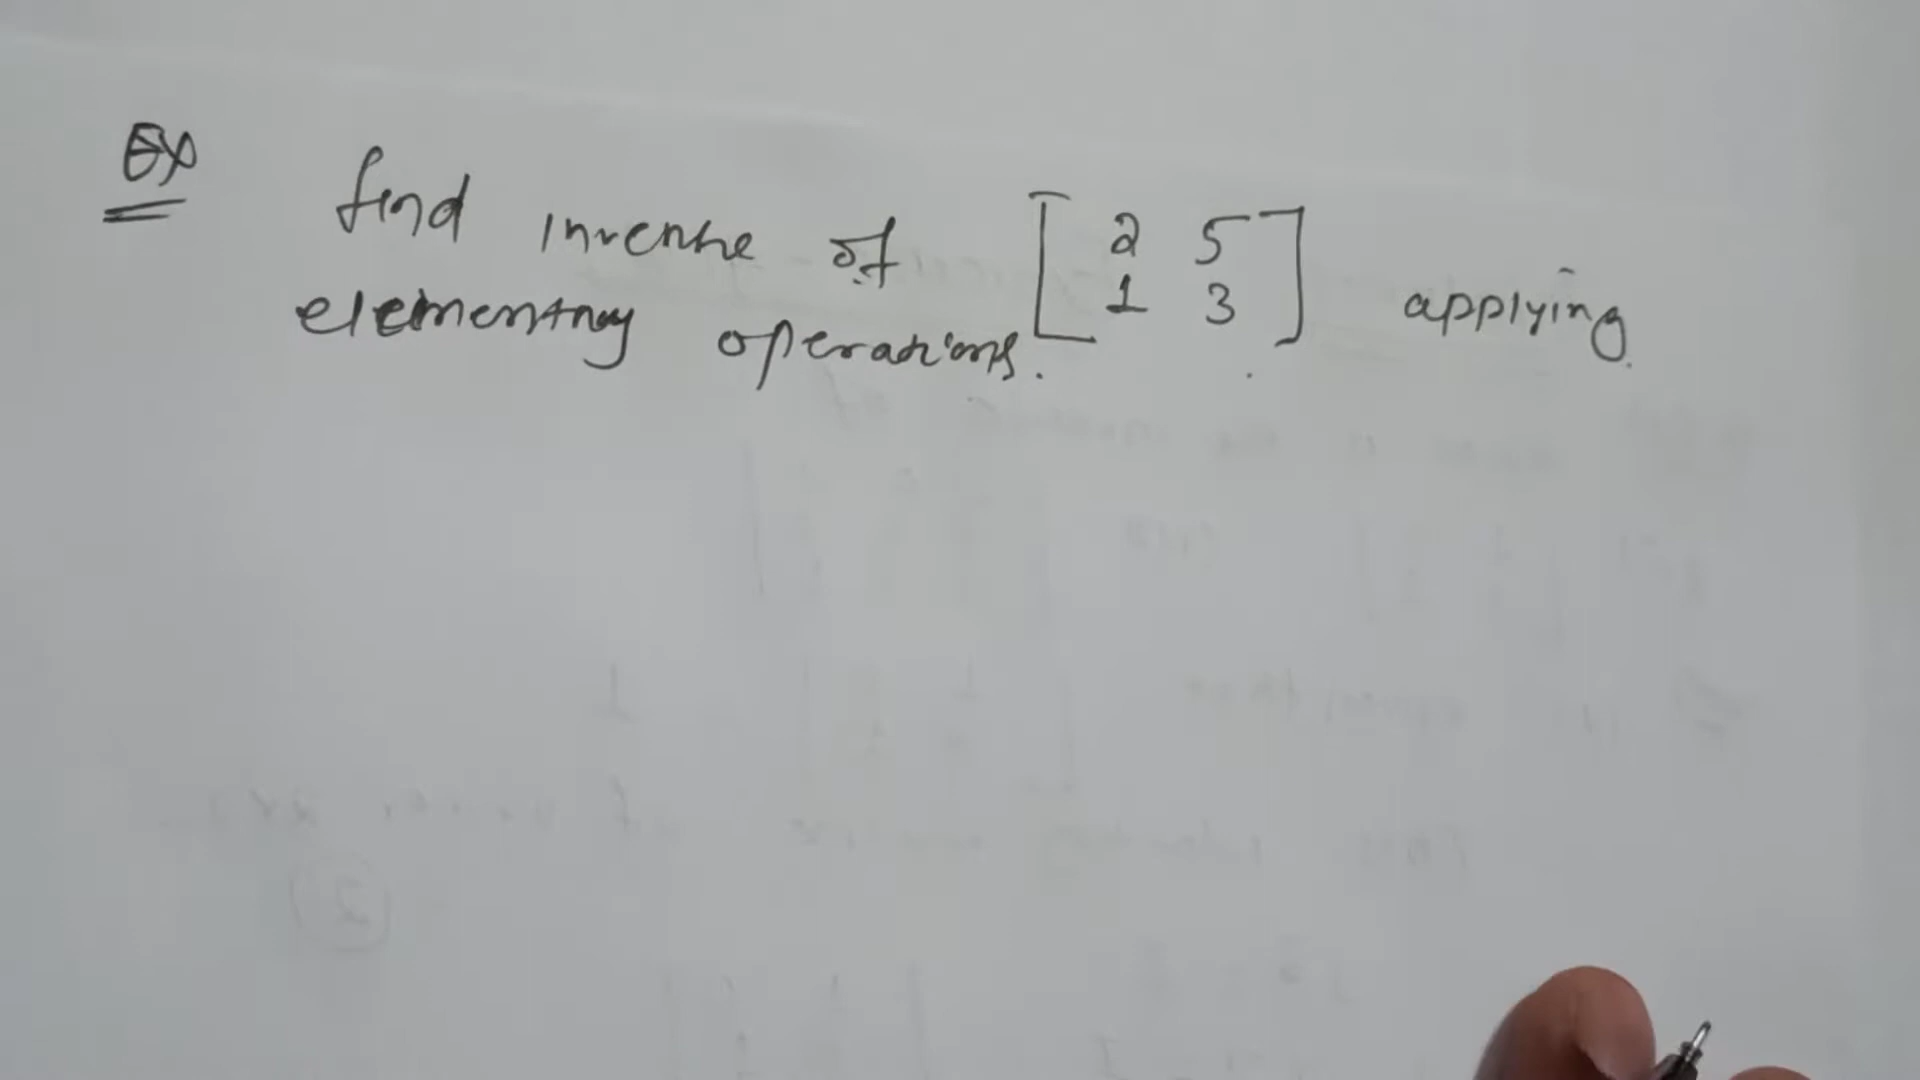 Ex find inverse of [ 2 5
1 3 ] applying
elementary operations.